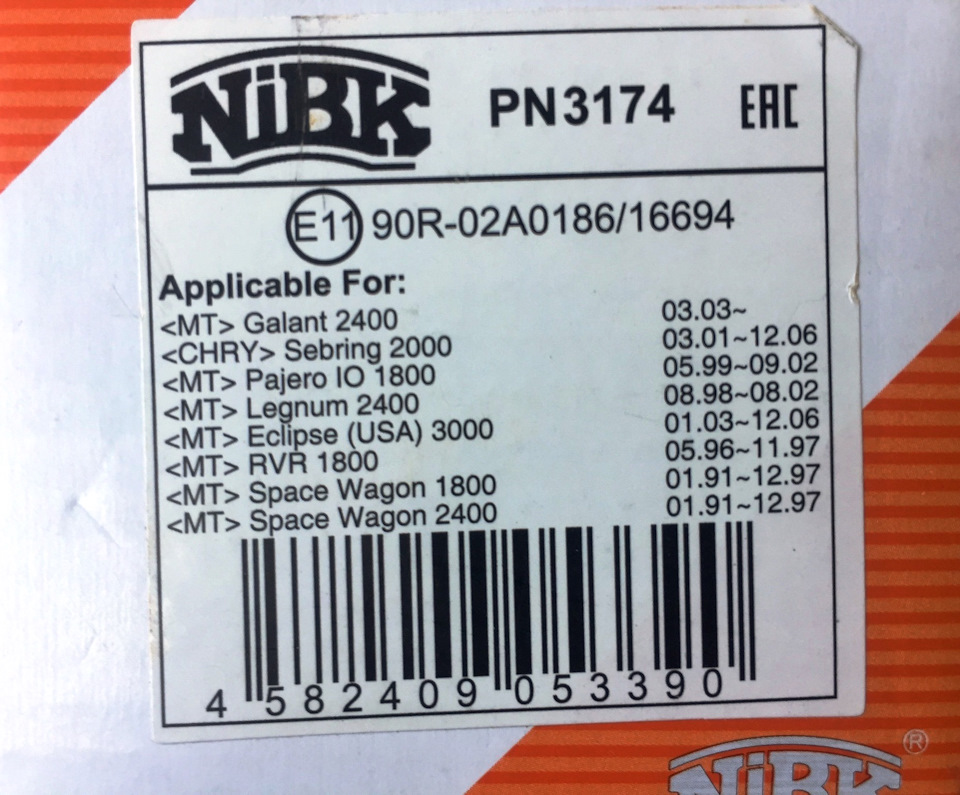 NiBK PN3174 EAC
E11 90R-02A0186/16694
Applicable For:
<MT> Galant 2400 03.03~
<CHRY> Sebring 2000 03.01~12.06
<MT> Pajero IO 1800 05.99~09.02
<MT> Legnum 2400 08.98~08.02
<MT> Eclipse (USA) 3000 01.03~12.06
<MT> RVR 1800 05.96~11.97
<MT> Space Wagon 1800 01.91~12.97
<MT> Space Wagon 2400 01.91~12.97
4 582409 053390
NiBK ®